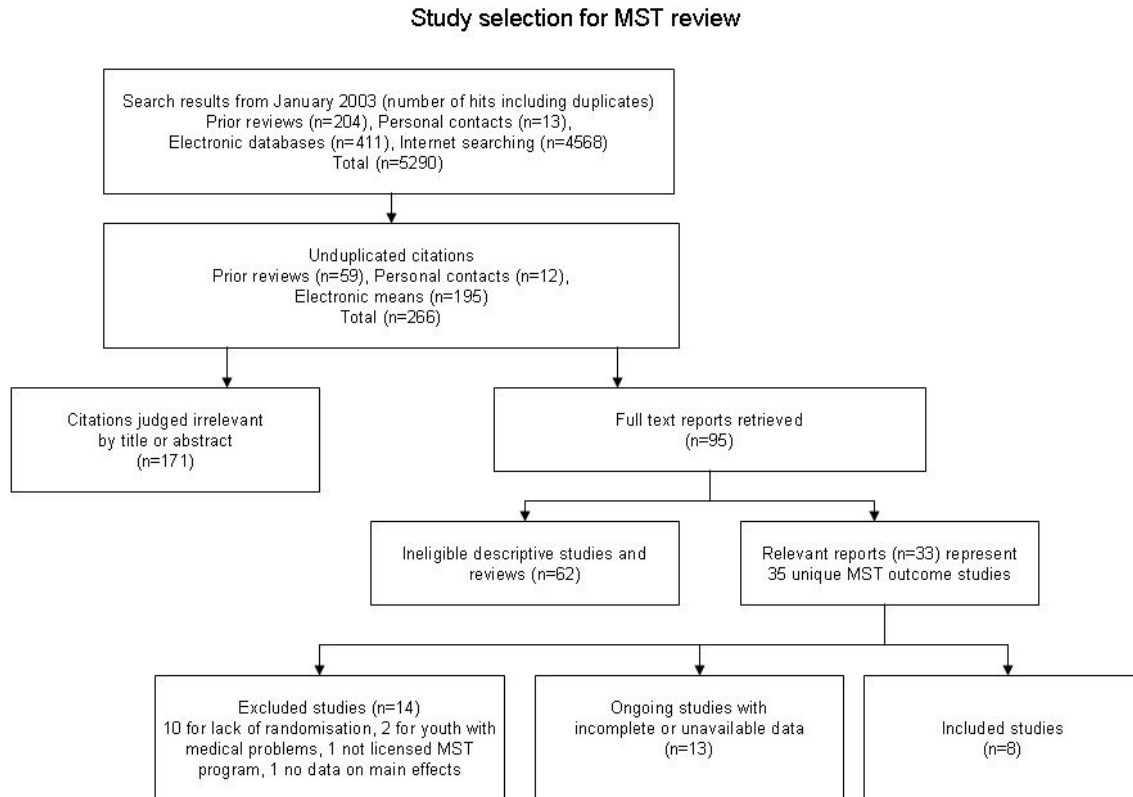 Study selection for MST review
Search results from January 2003 (number of hits including duplicates)
Prior reviews (n=204), Personal contacts (n=13),
Electronic databases (n=411), Internet searching (n=4568)
Total (n=5290)
Unduplicated citations
Prior reviews (n=59), Personal contacts (n=12),
Electronic means (n=195)
Total (n=266)
Citations judged irrelevant
by title or abstract
(n=171)
Full text reports retrieved
(n=95)
Ineligible descriptive studies and
reviews (n=62)
Relevant reports (n=33) represent
35 unique MST outcome studies
Excluded studies (n=14)
10 for lack of randomisation, 2 for youth with
medical problems, 1 not licensed MST
program, 1 no data on main effects
Ongoing studies with
incomplete or unavailable data
(n=13)
Included studies
(n=8)